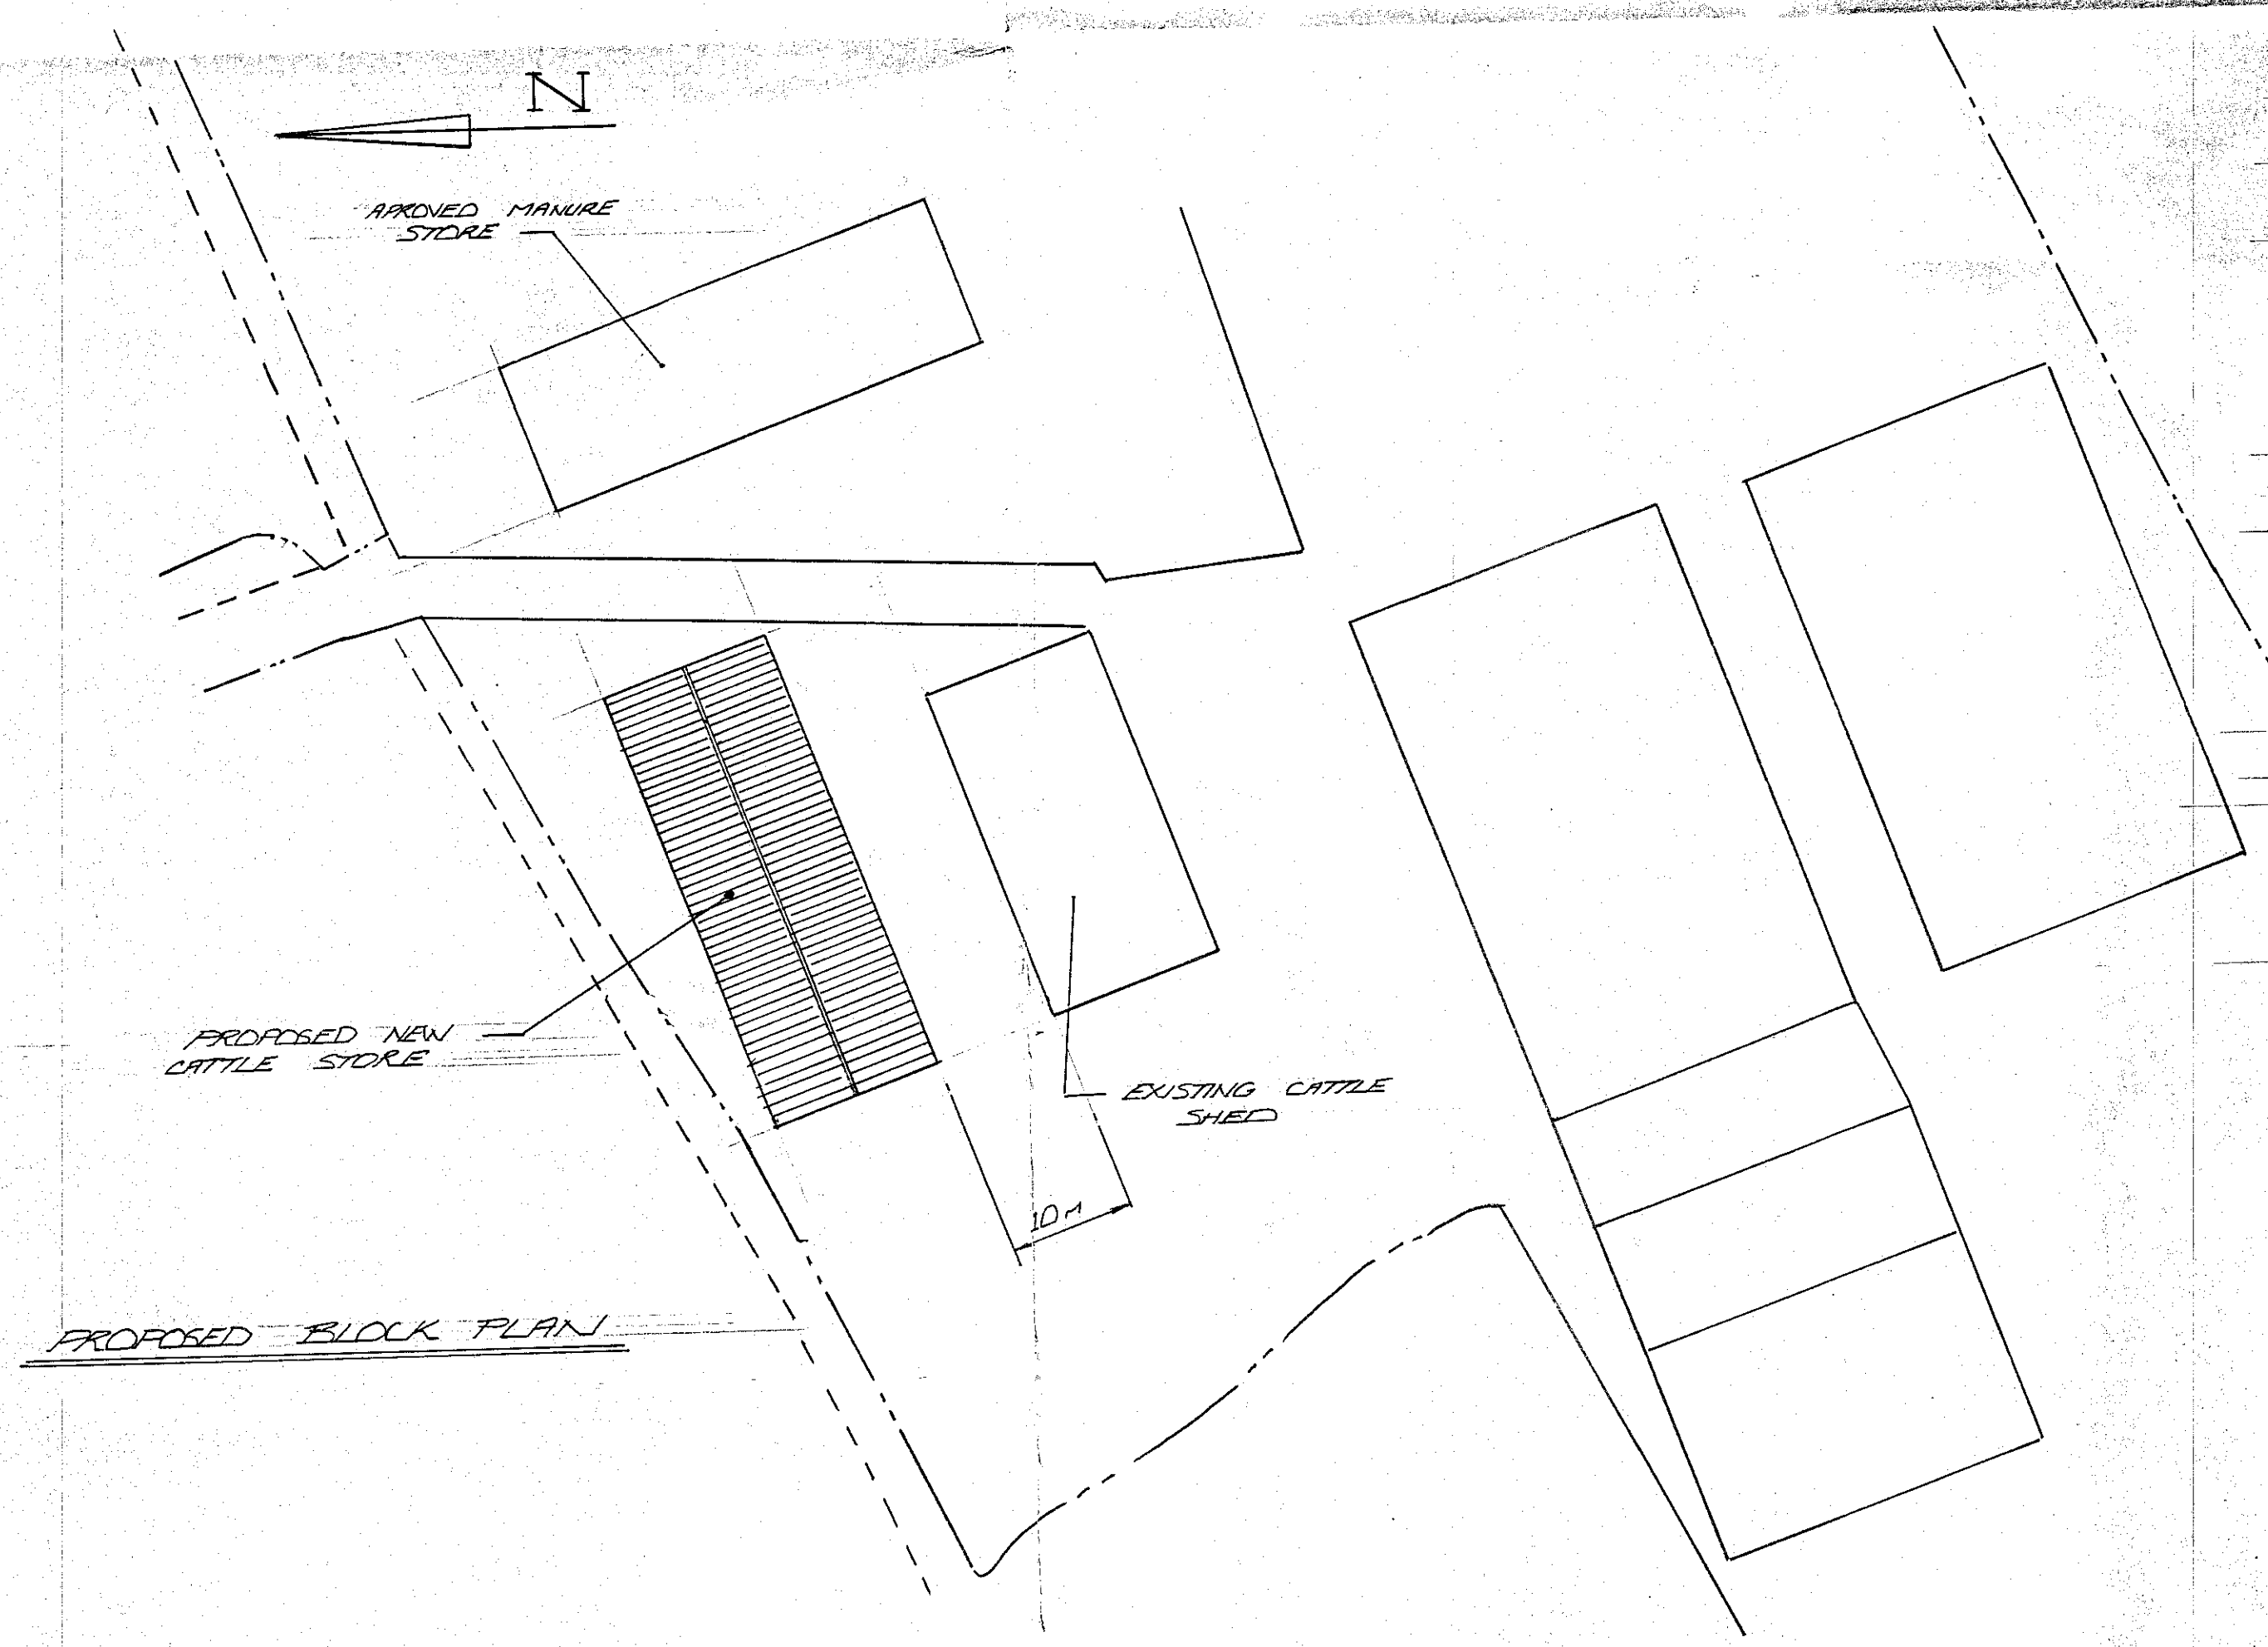 N
APROVED MANURE
STORE
PROPOSED NEW
CATTLE STORE
EXISTING CATTLE
SHED
10M
PROPOSED BLOCK PLAN